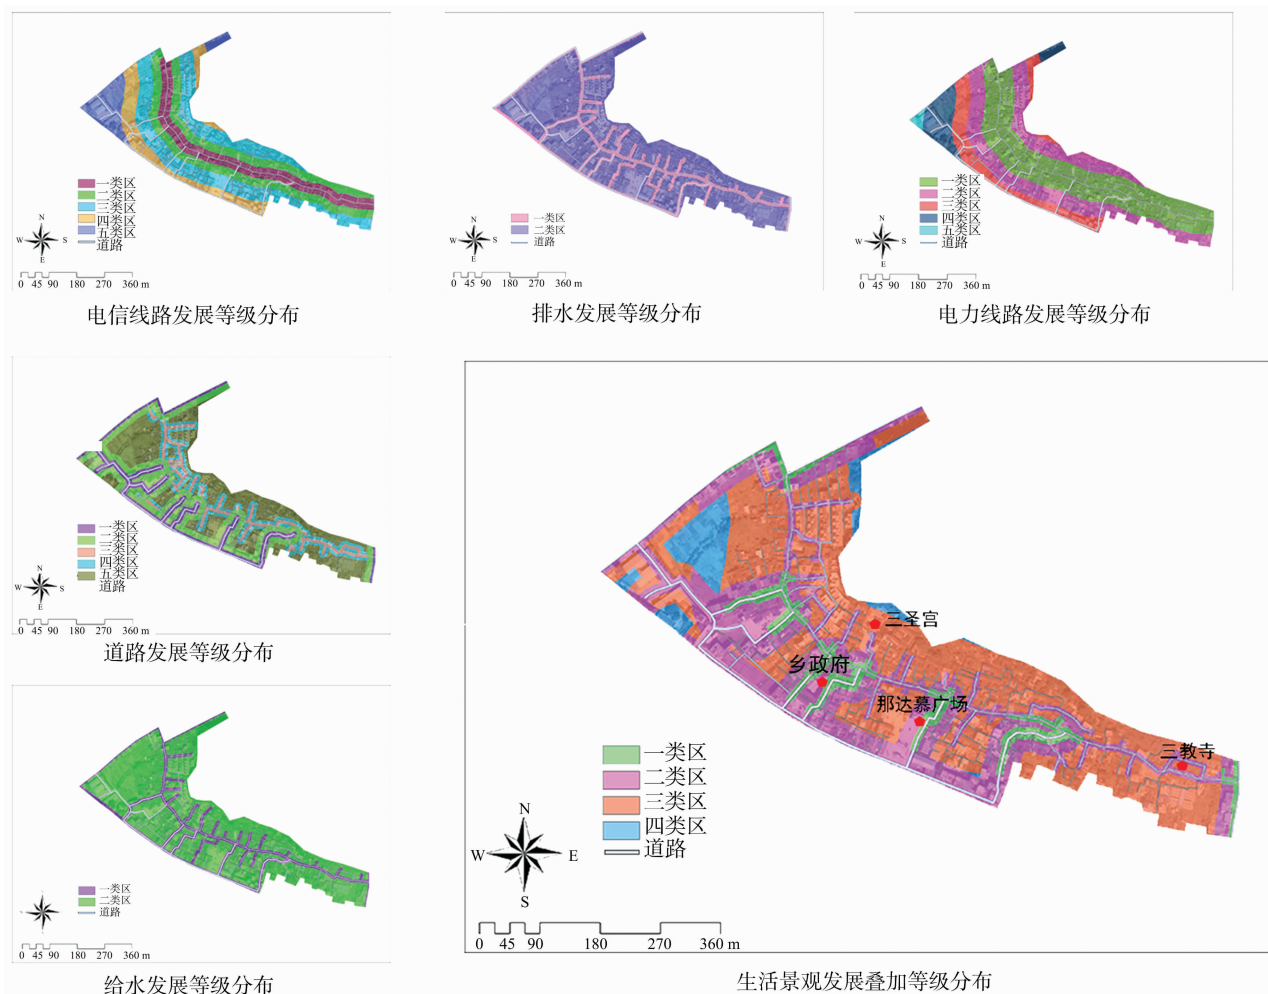 一类区
二类区
三类区
四类区
五类区
道路
N
W
S
E
0 45 90 180 270 360 m
电信线路发展等级分布
一类区
二类区
道路
N
W
S
E
0 45 90 180 270 360 m
排水发展等级分布
一类区
二类区
三类区
四类区
五类区
道路
N
W
S
E
0 45 90 180 270 360 m
电力线路发展等级分布
一类区
二类区
三类区
四类区
五类区
道路
N
W
S
E
0 45 90 180 270 360 m
道路发展等级分布
一类区
二类区
道路
0 45 90 180 270 360 m
给水发展等级分布
三圣宫
乡政府
那达慕广场
三教寺
一类区
二类区
三类区
四类区
道路
N
W
E
S
0 45 90 180 270 360 m
生活景观发展叠加等级分布